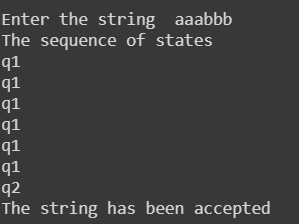 Enter the string  aaabbb
The sequence of states
q1
q1
q1
q1
q1
q1
q2
The string has been accepted